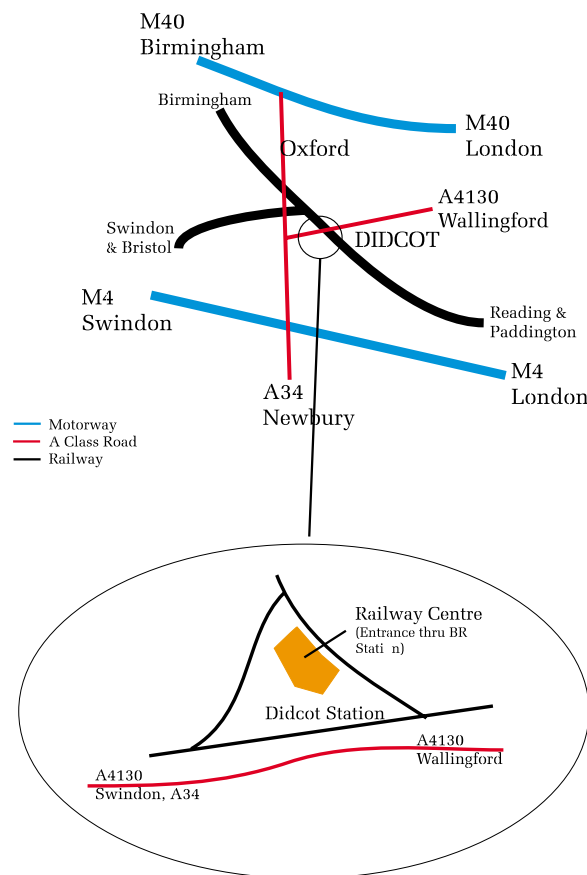 M40
Birmingham
Birmingham
M40
London
Oxford
A4130
Wallingford
Swindon
& Bristol
DIDCOT
M4
Swindon
Reading &
Paddington
M4
London
A34
Newbury
Motorway
A Class Road
Railway
Railway Centre
(Entrance thru BR
Stati n)
Didcot Station
A4130
Wallingford
A4130
Swindon, A34